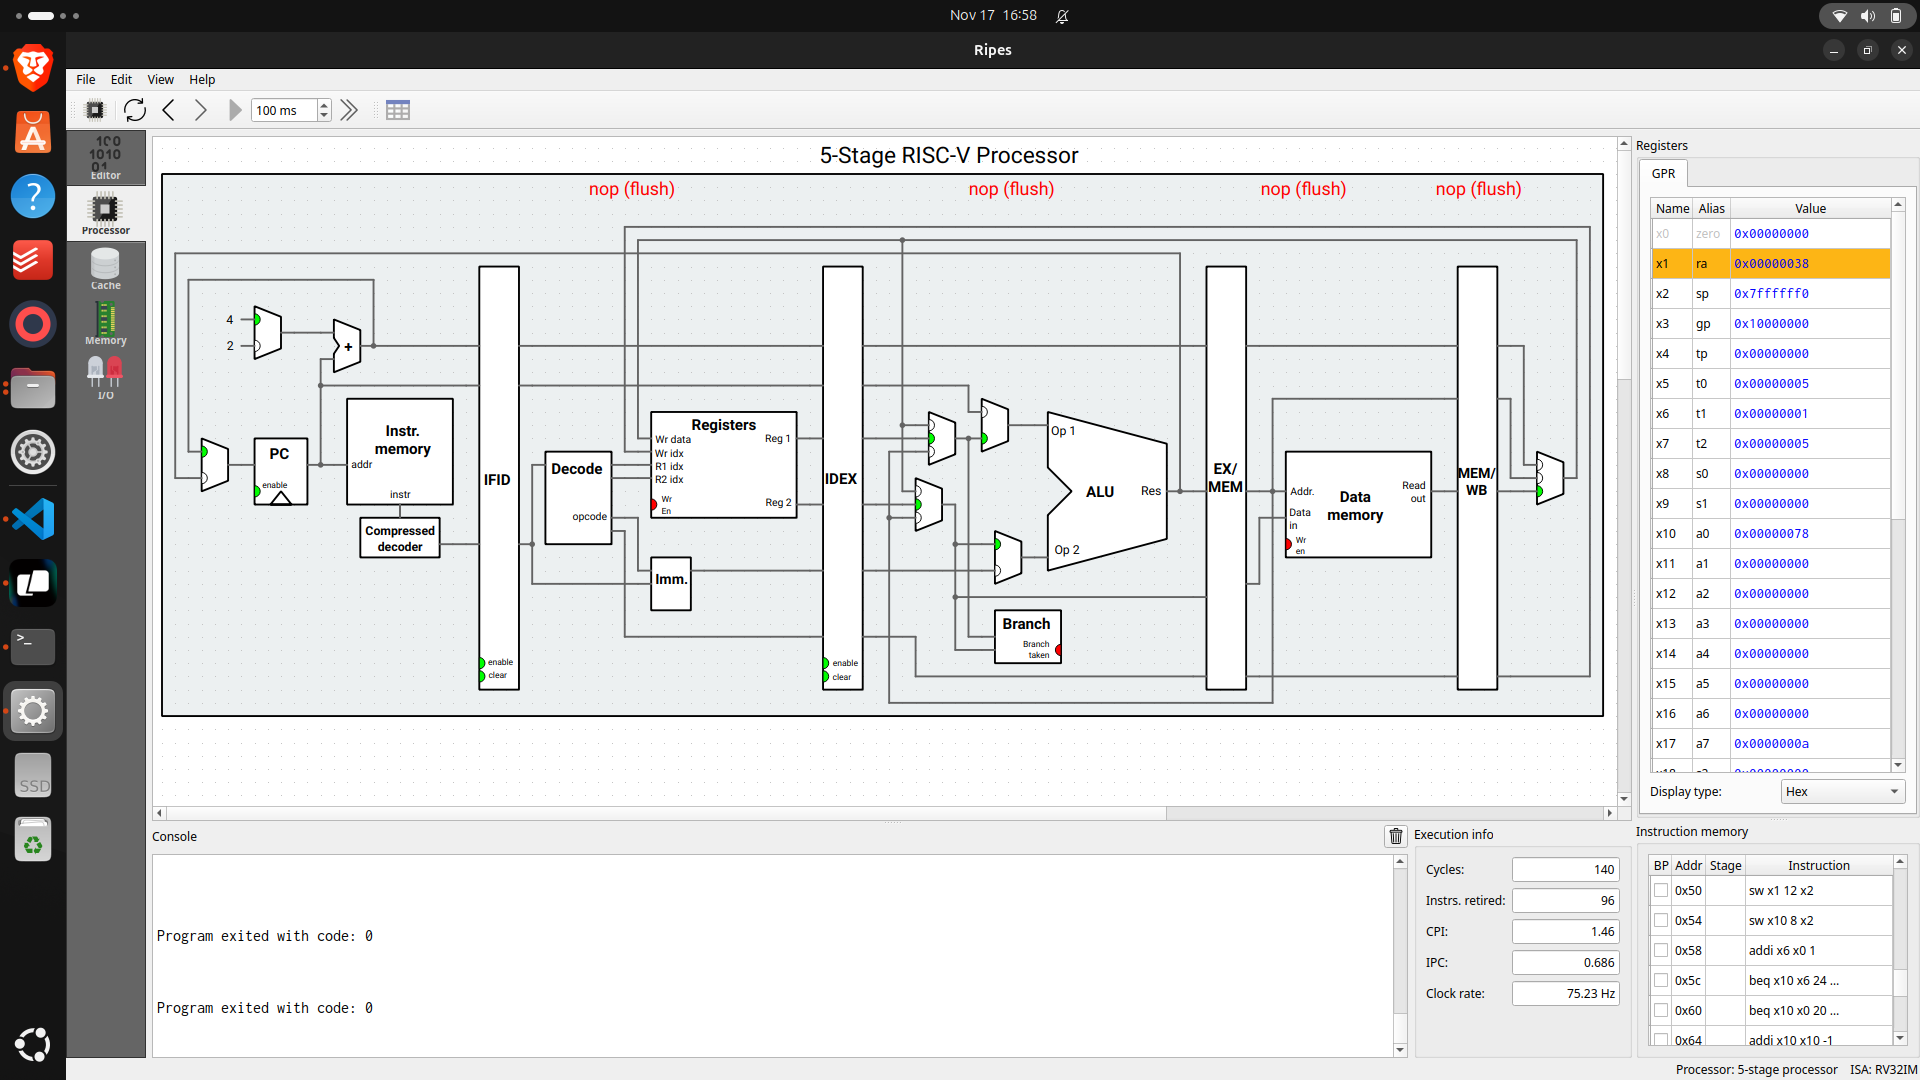 Nov 17 16:58
Ripes
File Edit View Help
100 ms
Editor
Processor
Cache
Memory
I/O
5-Stage RISC-V Processor
nop (flush) nop (flush) nop (flush) nop (flush)
4
2
+
PC
enable
Instr. memory
addr
instr
Compressed decoder
IFID
enable
clear
Decode
opcode
Registers
Wr data
Wr idx
R1 idx
R2 idx
Wr En
Reg 1
Reg 2
Imm.
IDEX
enable
clear
Op 1
ALU
Res
Op 2
Branch
Branch taken
EX/
MEM
Addr.
Data in
Wr en
Data memory
Read out
MEM/
WB
Registers
GPR
Name Alias Value
x0 zero 0x00000000
x1 ra 0x00000038
x2 sp 0x7ffffff0
x3 gp 0x10000000
x4 tp 0x00000000
x5 t0 0x00000005
x6 t1 0x00000001
x7 t2 0x00000005
x8 s0 0x00000000
x9 s1 0x00000000
x10 a0 0x00000078
x11 a1 0x00000000
x12 a2 0x00000000
x13 a3 0x00000000
x14 a4 0x00000000
x15 a5 0x00000000
x16 a6 0x00000000
x17 a7 0x0000000a
Display type: Hex
Console
Program exited with code: 0
Program exited with code: 0
Execution info
Cycles: 140
Instrs. retired: 96
CPI: 1.46
IPC: 0.686
Clock rate: 75.23 Hz
Instruction memory
BP Addr Stage Instruction
0x50 sw x1 12 x2
0x54 sw x10 8 x2
0x58 addi x6 x0 1
0x5c beq x10 x6 24 ...
0x60 beq x10 x0 20 ...
0x64 addi x10 x10 -1
Processor: 5-stage processor ISA: RV32IM
SSD